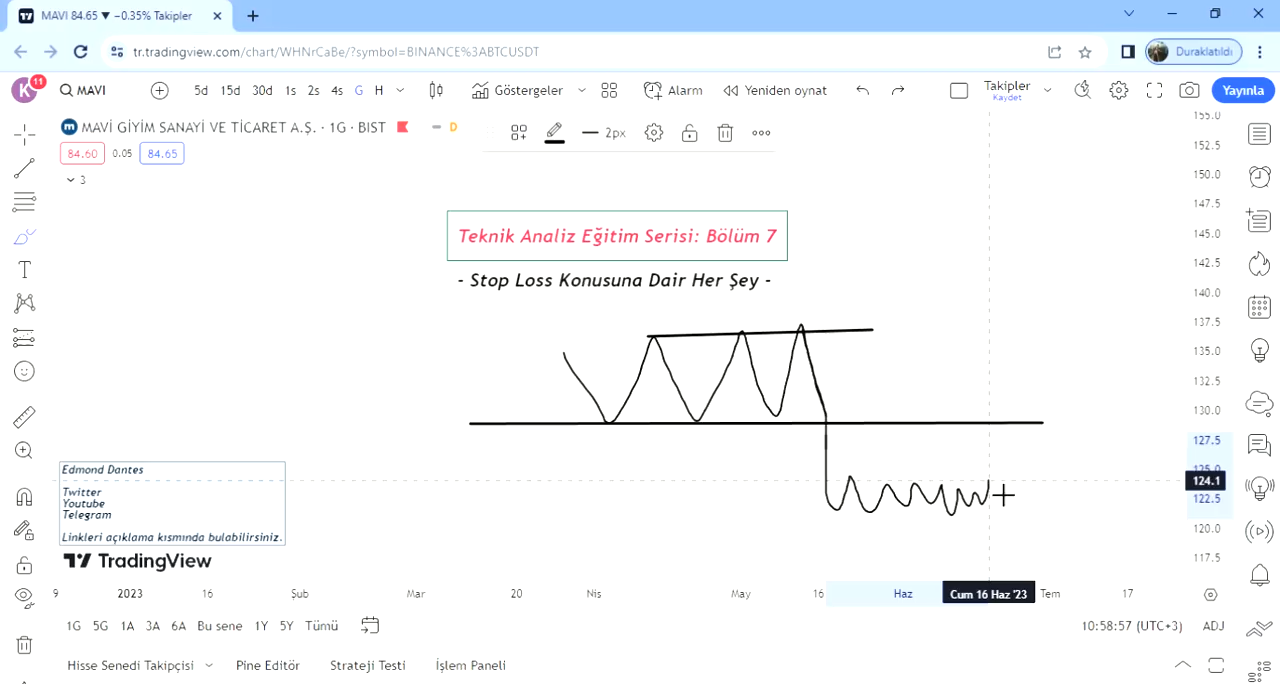 MAVI 84.65 ▼ −0.35% Takipler
tr.tradingview.com/chart/WHNrCaBe/?symbol=BINANCE%3ABTCUSDT
Duraklatıldı
K 11
MAVI
5d 15d 30d 1s 2s 4s G H
Göstergeler
Alarm
Yeniden oynat
Takipler
Kaydet
Yayınla
MAVİ GİYİM SANAYİ VE TİCARET A.Ş. · 1G · BIST
D
2px
84.60 0.05 84.65
3
Teknik Analiz Eğitim Serisi: Bölüm 7
- Stop Loss Konusuna Dair Her Şey -
155.0
152.5
150.0
147.5
145.0
142.5
140.0
137.5
135.0
132.5
130.0
127.5
125.0
124.1
122.5
120.0
117.5
Edmond Dantes
Twitter
Youtube
Telegram
Linkleri açıklama kısmında bulabilirsiniz.
TradingView
9 2023 16 Şub Mar 20 Nis May 16 Haz Cum 16 Haz '23 Tem 17
1G 5G 1A 3A 6A Bu sene 1Y 5Y Tümü
10:58:57 (UTC+3) ADJ
Hisse Senedi Takipçisi Pine Editör Strateji Testi İşlem Paneli